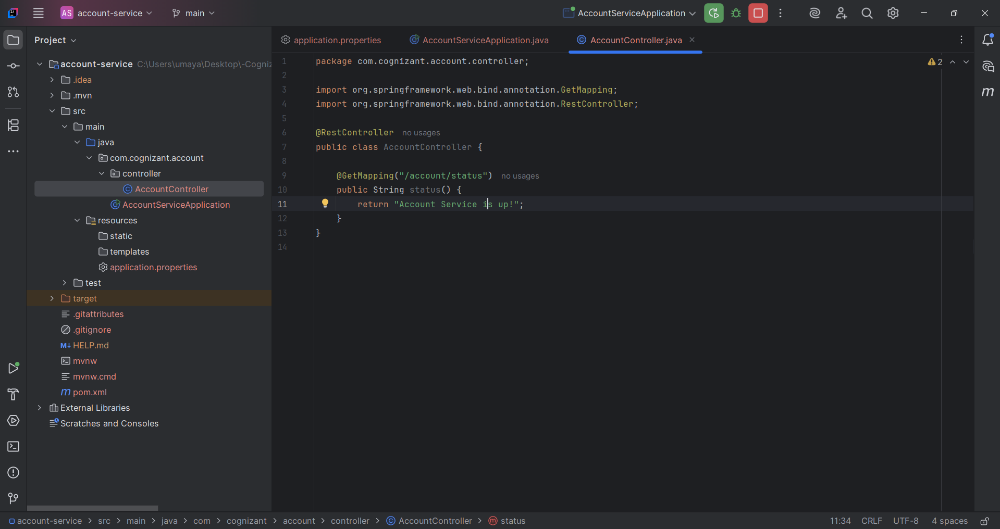 AS account-service main AccountServiceApplication
Project
application.properties AccountServiceApplication.java AccountController.java
account-service C:\Users\umaya\Desktop\-Cogniz
.idea
.mvn
src
main
java
com.cognizant.account
controller
AccountController
AccountServiceApplication
resources
static
templates
application.properties
test
target
.gitattributes
.gitignore
M↓ HELP.md
mvnw
mvnw.cmd
m pom.xml
External Libraries
Scratches and Consoles
1 package com.cognizant.account.controller;
2
3 import org.springframework.web.bind.annotation.GetMapping;
4 import org.springframework.web.bind.annotation.RestController;
5
6 @RestController no usages
7 public class AccountController {
8
9 @GetMapping("/account/status") no usages
10 public String status() {
11 return "Account Service is up!";
12 }
13 }
14
2
m
account-service > src > main > java > com > cognizant > account > controller > AccountController > status
11:34 CRLF UTF-8 4 spaces